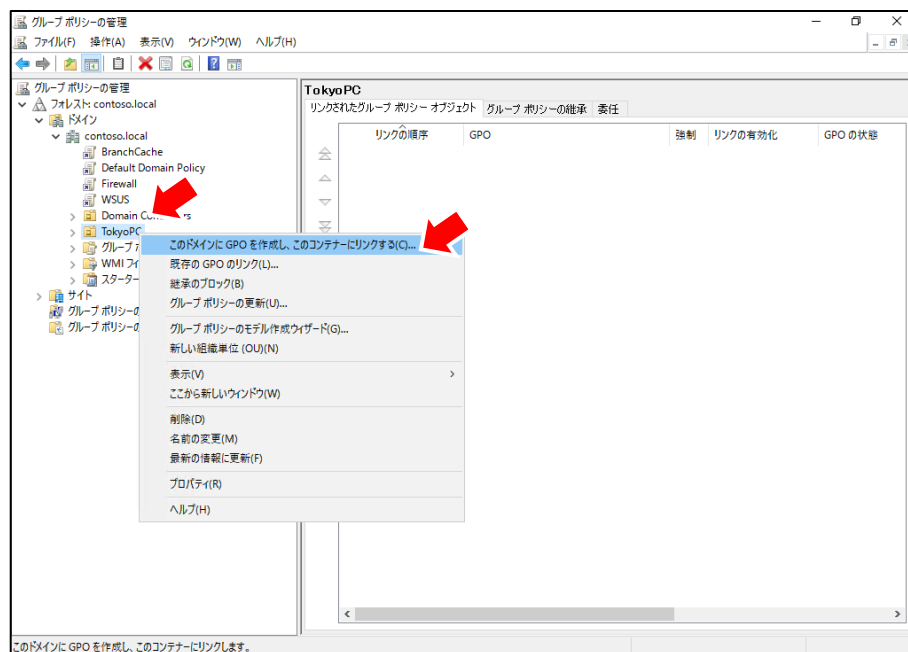 グループ ポリシーの管理
ファイル(F) 操作(A) 表示(V) ウィンドウ(W) ヘルプ(H)
グループ ポリシーの管理
フォレスト: contoso.local
ドメイン
contoso.local
BranchCache
Default Domain Policy
Firewall
WSUS
Domain
TokyoPC
グループ
WMI フィ
スターター
サイト
グループ ポリシーの
グループ ポリシーの
このドメインに GPO を作成し、このコンテナーにリンクする(C)...
既存の GPO のリンク(L)...
継承のブロック(B)
グループ ポリシーの更新(U)...
グループ ポリシーのモデル作成ウィザード(G)...
新しい組織単位 (OU)(N)
表示(V)
ここから新しいウィンドウ(W)
削除(D)
名前の変更(M)
最新の情報に更新(F)
プロパティ(R)
ヘルプ(H)
TokyoPC
リンクされたグループ ポリシー オブジェクト グループ ポリシーの継承 委任
リンクの順序 GPO 強制 リンクの有効化 GPO の状態
このドメインに GPO を作成し、このコンテナーにリンクします。